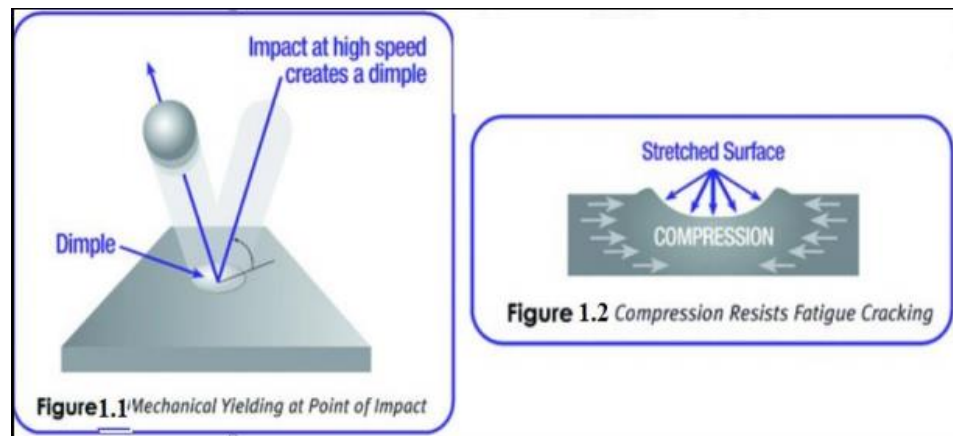 Impact at high speed
creates a dimple
Dimple
Figure1.1 Mechanical Yielding at Point of Impact
Stretched Surface
COMPRESSION
Figure 1.2 Compression Resists Fatigue Cracking